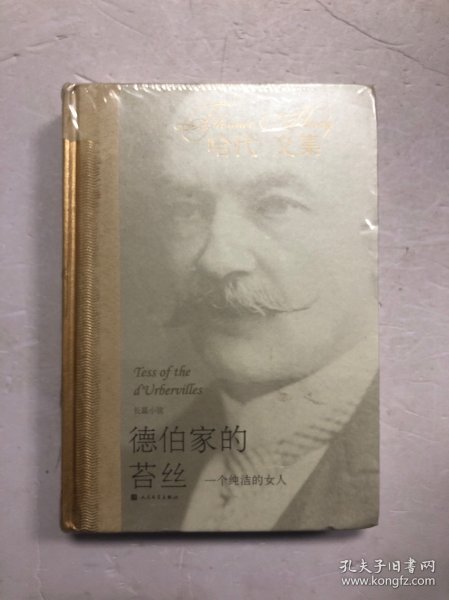 Thomas Hardy
哈代 文集
Tess of the
d'Urbervilles
长篇小说
德伯家的
苔丝
一个纯洁的女人
人民文学出版社
孔夫子旧书网
www.kongfz.com